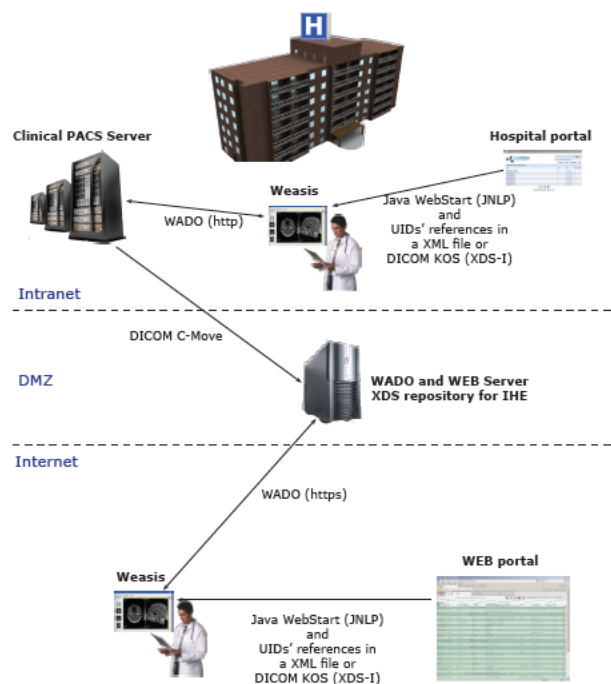 H
Clinical PACS Server
Hospital portal
Weasis
WADO (http)
Java WebStart (JNLP)
and
UIDs' references in
a XML file or
DICOM KOS (XDS-I)
Intranet
DICOM C-Move
DMZ
WADO and WEB Server
XDS repository for IHE
Internet
WADO (https)
Weasis
WEB portal
Java WebStart (JNLP)
and
UIDs' references in
a XML file or
DICOM KOS (XDS-I)